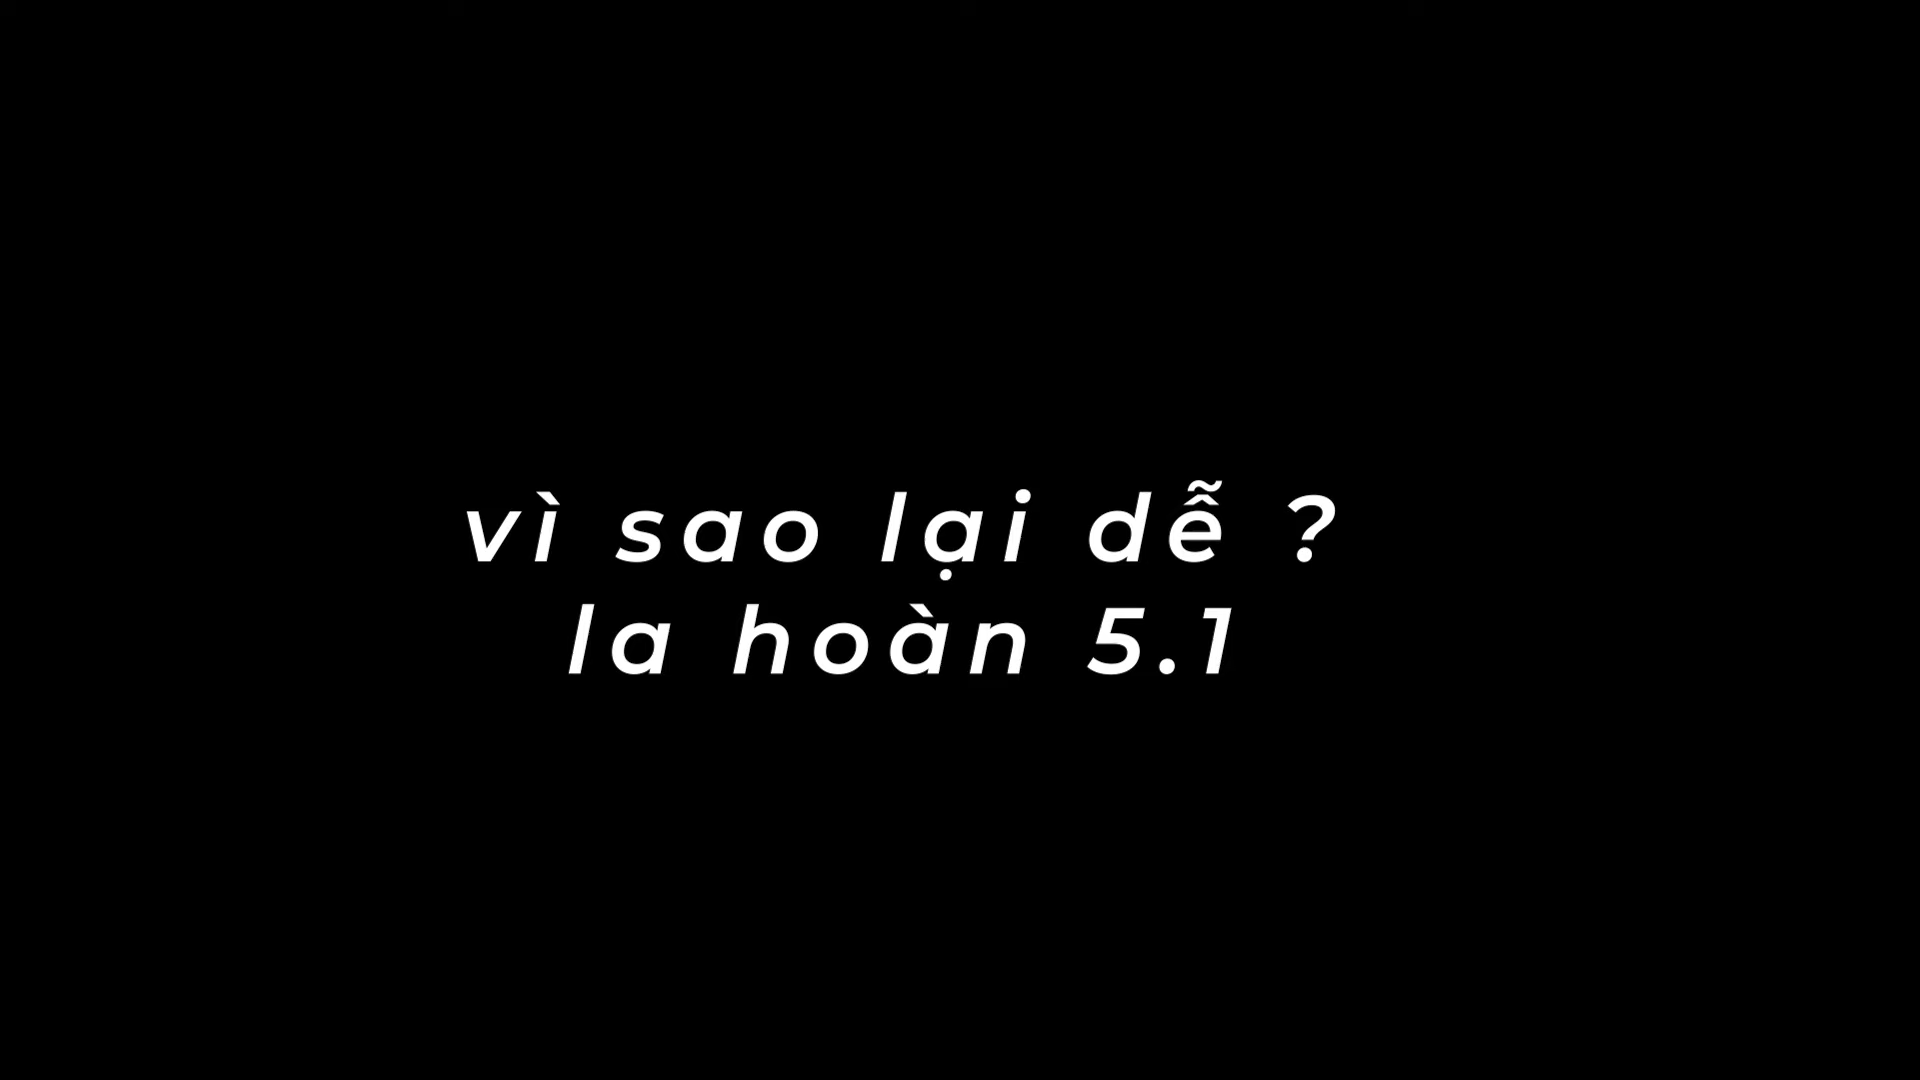 vì sao lại dễ ?
la hoàn 5.1